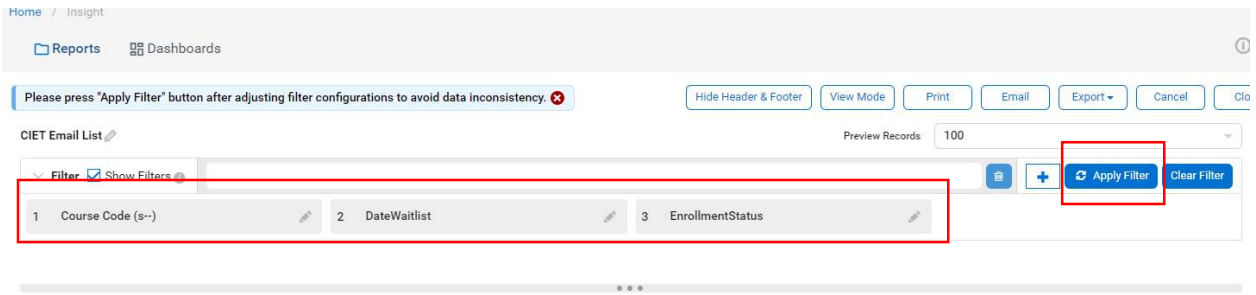 Home / Insight
Reports Dashboards
Please press "Apply Filter" button after adjusting filter configurations to avoid data inconsistency. Hide Header & Footer View Mode Print Email Export Cancel Clo
CIET Email List Preview Records 100
Filter Show Filters Apply Filter Clear Filter
1 Course Code (s--) 2 DateWaitlist 3 EnrollmentStatus